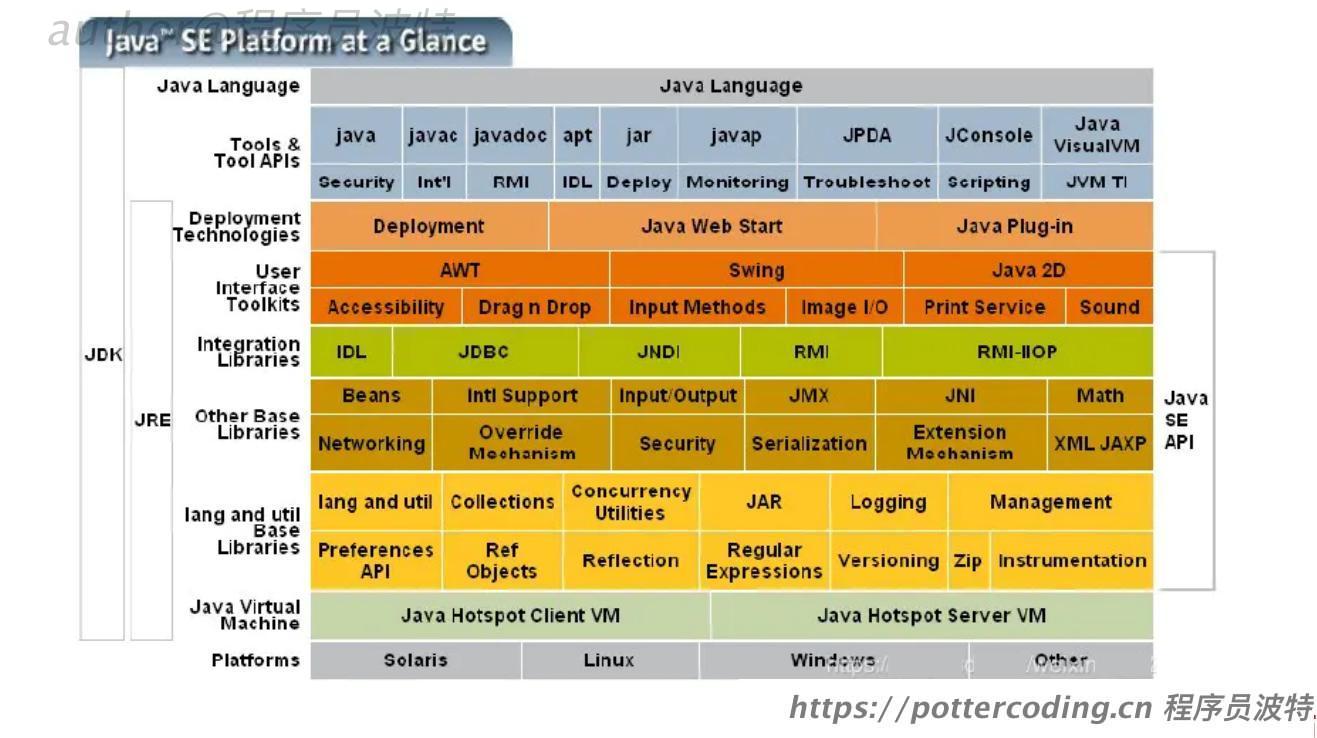 author@程序员波特
Java™ SE Platform at a Glance
Java Language
Java Language
Tools &
Tool APIs
java javac javadoc apt jar javap JPDA JConsole Java
VisualVM
Security Int'l RMI IDL Deploy Monitoring Troubleshoot Scripting JVM TI
Deployment
Technologies
Deployment Java Web Start Java Plug-in
User
Interface
Toolkits
AWT Swing Java 2D
Accessibility Drag n Drop Input Methods Image I/O Print Service Sound
Integration
Libraries
IDL JDBC JNDI RMI RMI-IIOP
JDK
JRE
Other Base
Libraries
Beans Intl Support Input/Output JMX JNI Math
Networking Override
Mechanism Security Serialization Extension
Mechanism XML JAXP
Java
SE
API
lang and util
Base
Libraries
lang and util Collections Concurrency
Utilities JAR Logging Management
Preferences
API Ref
Objects Reflection Regular
Expressions Versioning Zip Instrumentation
Java Virtual
Machine
Java Hotspot Client VM Java Hotspot Server VM
Platforms
Solaris Linux Windows Other
https://pottercoding.cn 程序员波特